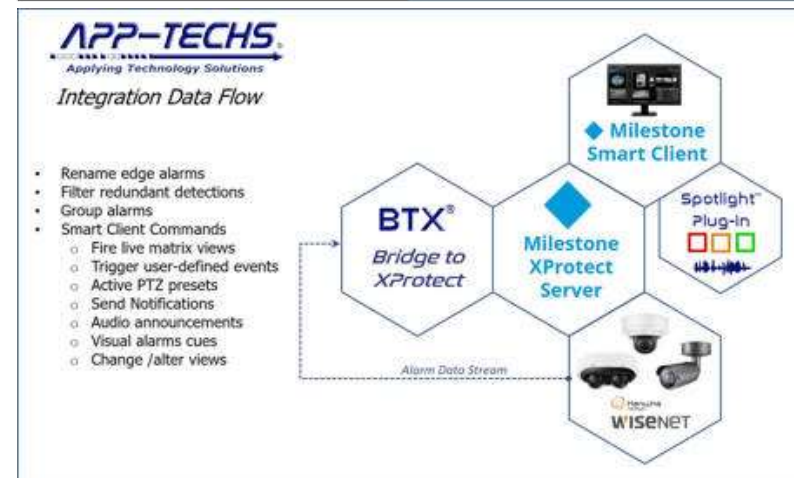 APP-TECHS®
Applying Technology Solutions
Integration Data Flow
• Rename edge alarms
• Filter redundant detections
• Group alarms
• Smart Client Commands
o Fire live matrix views
o Trigger user-defined events
o Active PTZ presets
o Send Notifications
o Audio announcements
o Visual alarms cues
o Change /alter views
Milestone
Smart Client
BTX®
Bridge to
XProtect
Milestone
XProtect
Server
Spotlight™
Plug-in
Alarm Data Stream
Hanwha
WISENET